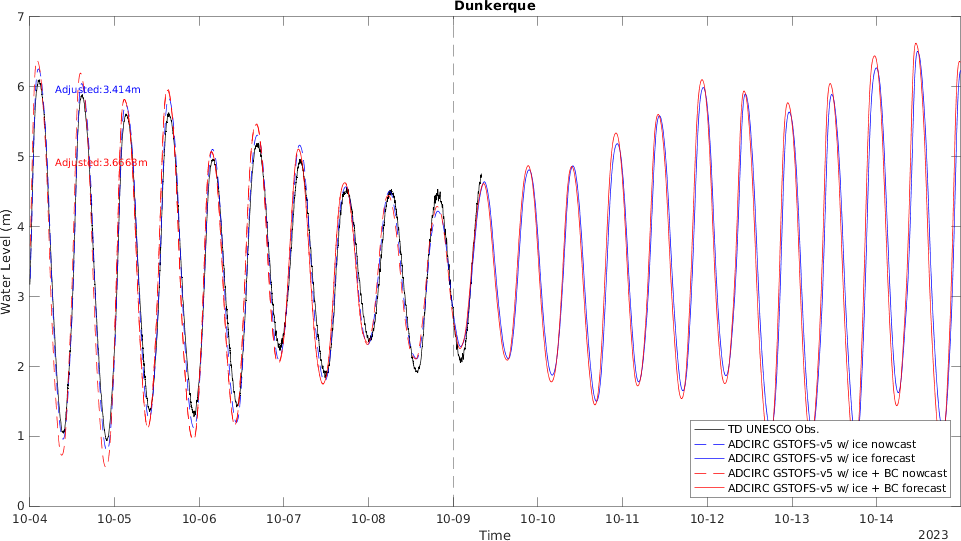 Dunkerque
7
6
5
4
3
2
1
0
Water Level (m)
Adjusted:3.414m
Adjusted:3.6663m
TD UNESCO Obs.
ADCIRC GSTOFS-v5 w/ ice nowcast
ADCIRC GSTOFS-v5 w/ ice forecast
ADCIRC GSTOFS-v5 w/ ice + BC nowcast
ADCIRC GSTOFS-v5 w/ ice + BC forecast
10-04 10-05 10-06 10-07 10-08 10-09 10-10 10-11 10-12 10-13 10-14
Time
2023